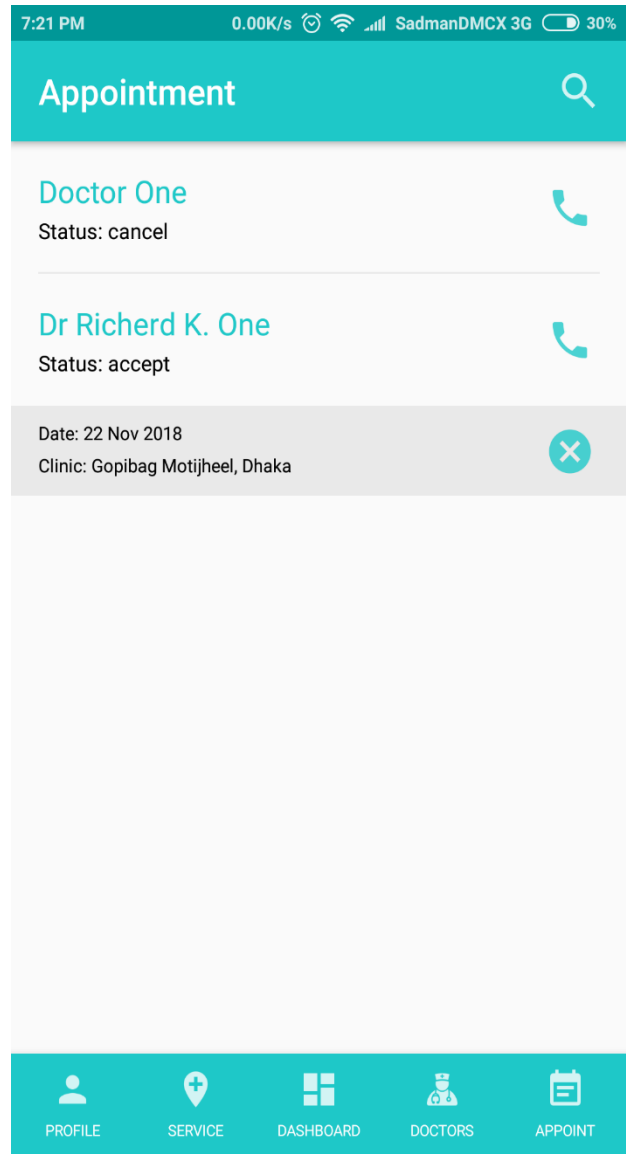 7:21 PM 0.00K/s SadmanDMCX 3G 30%
Appointment
Doctor One
Status: cancel
Dr Richerd K. One
Status: accept
Date: 22 Nov 2018
Clinic: Gopibag Motijheel, Dhaka
PROFILE SERVICE DASHBOARD DOCTORS APPOINT